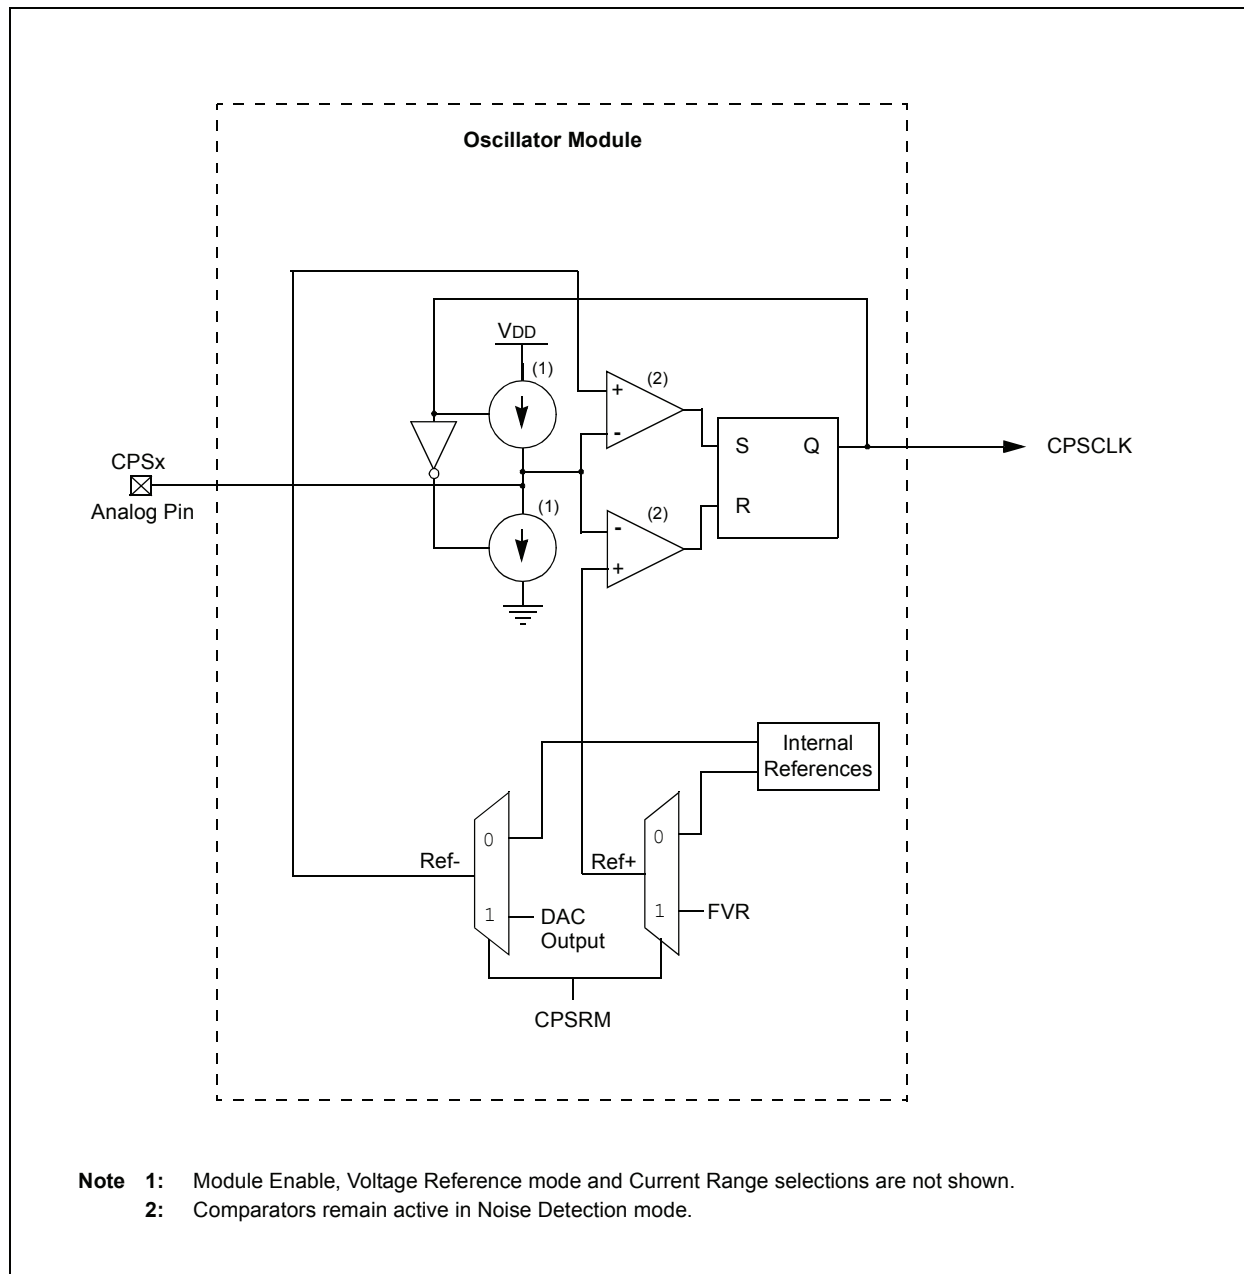 Oscillator Module
VDD
(1)
(2)
+
-
S Q
R
CPSCLK
CPSx
Analog Pin
(1)
(2)
-
+
Internal
References
0
Ref-
1
DAC
Output
0
Ref+
1
FVR
CPSRM
Note 1: Module Enable, Voltage Reference mode and Current Range selections are not shown.
2: Comparators remain active in Noise Detection mode.